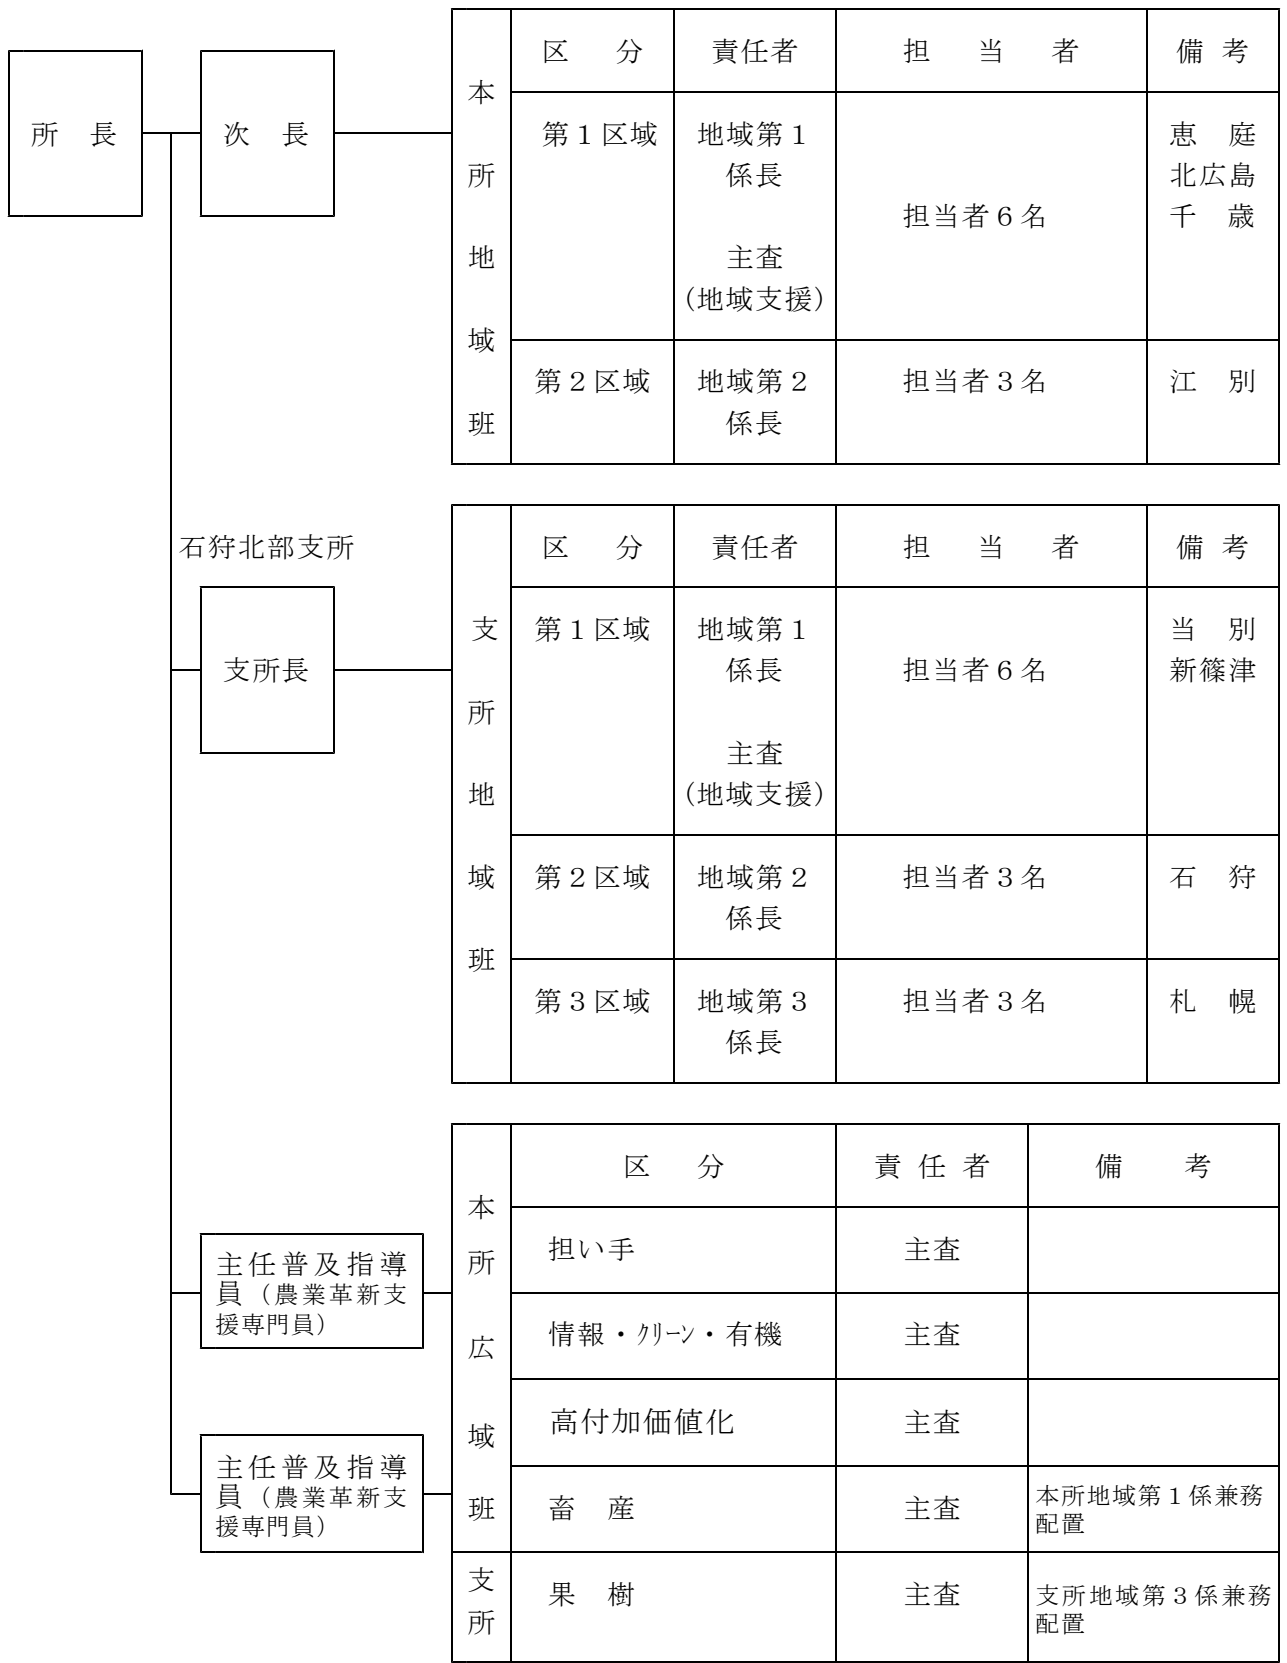 所 長
次 長
本所地域班
区 分 責任者 担 当 者 備 考
第1区域 地域第1係長 主査(地域支援) 担当者6名 恵 庭 北広島 千 歳
第2区域 地域第2係長 担当者3名 江 別
石狩北部支所
支所長
支所地域班
区 分 責任者 担 当 者 備 考
第1区域 地域第1係長 主査(地域支援) 担当者6名 当 別 新篠津
第2区域 地域第2係長 担当者3名 石 狩
第3区域 地域第3係長 担当者3名 札 幌
主任普及指導
員(農業革新支
援専門員)
主任普及指導
員(農業革新支
援専門員)
本所広域班
区 分 責 任 者 備 考
担い手 主査
情報・クリーン・有機 主査
高付加価値化 主査
畜 産 主査 本所地域第1係兼務配置
支所
果 樹 主査 支所地域第3係兼務配置